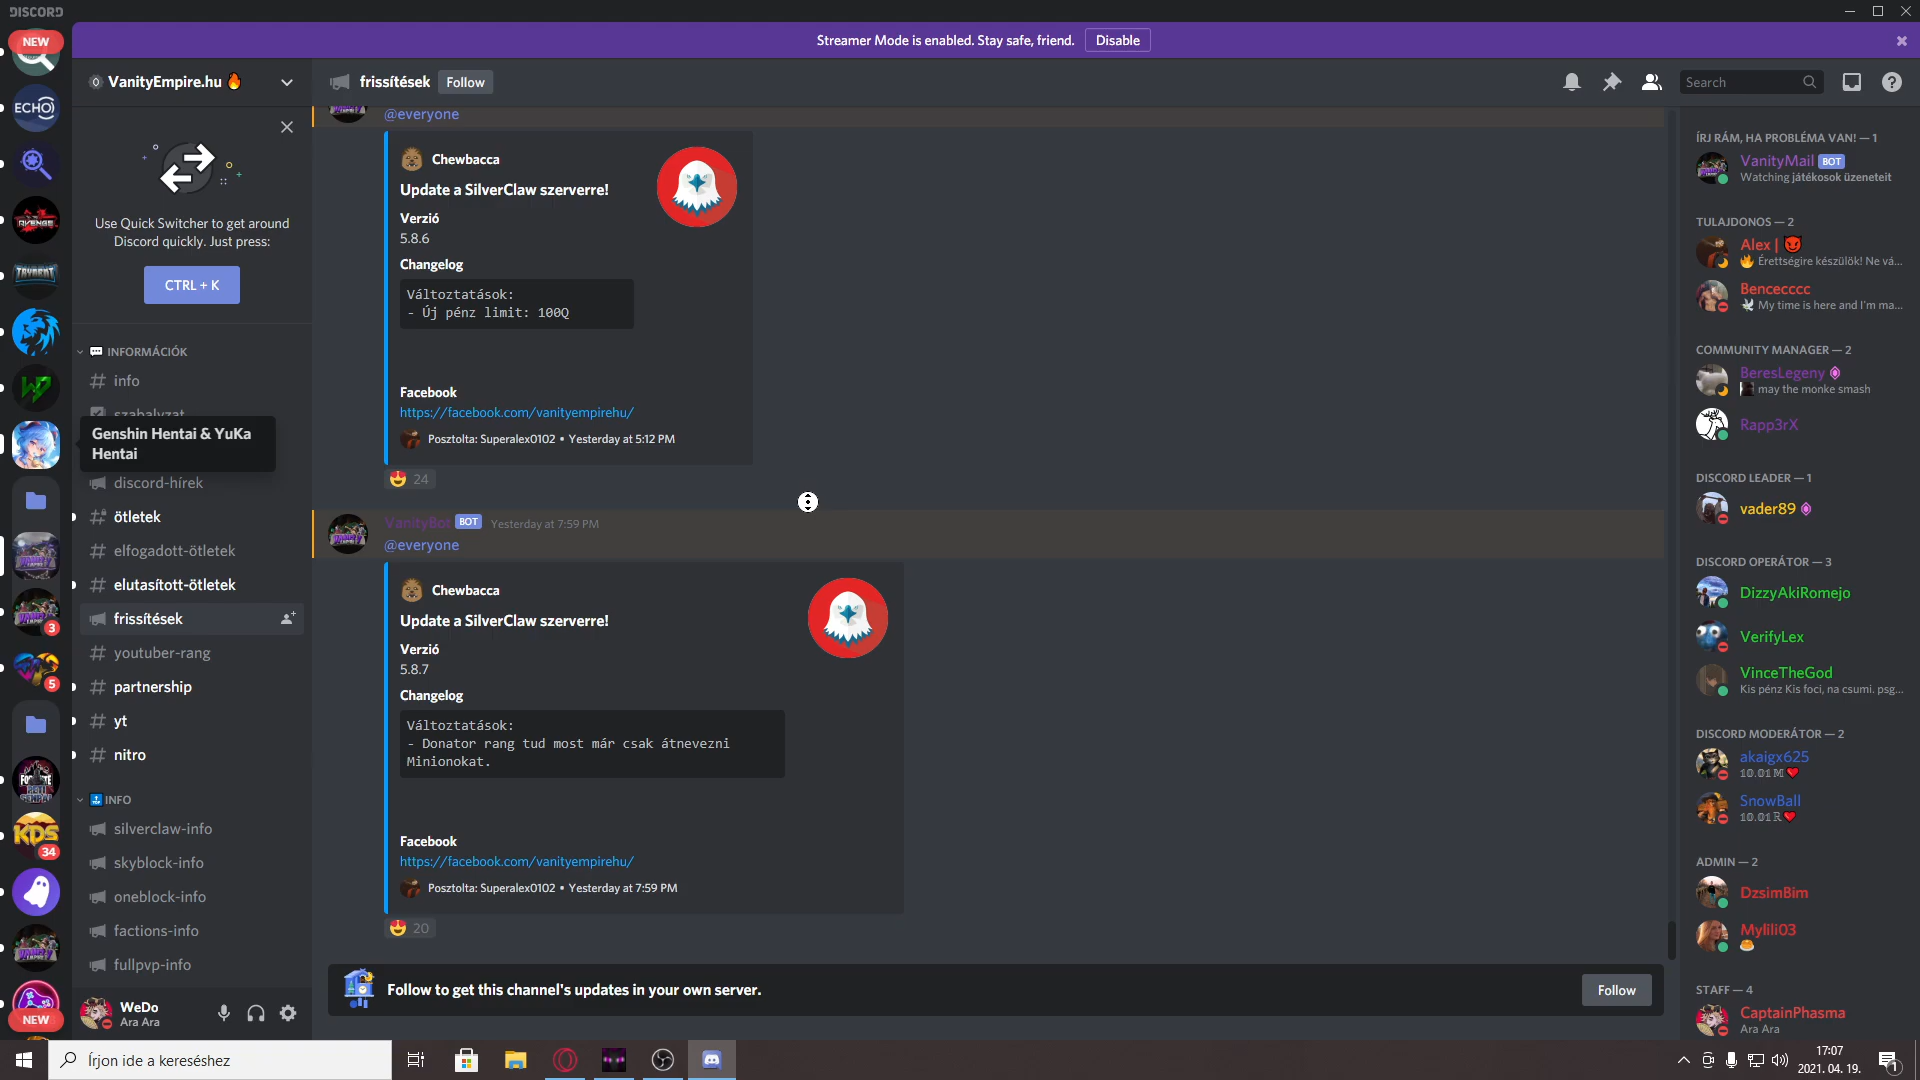 DISCORD
NEW
Streamer Mode is enabled. Stay safe, friend.
Disable
VanityEmpire.hu
frissítések
Follow
Search
ECHO
Use Quick Switcher to get around
Discord quickly. Just press:
CTRL + K
INFORMÁCIÓK
info
szabalyzat
Genshin Hentai & YuKa
Hentai
discord-hírek
ötletek
elfogadott-ötletek
elutasított-ötletek
frissítések
youtuber-rang
partnership
yt
nitro
INFO
silverclaw-info
skyblock-info
oneblock-info
factions-info
fullpvp-info
3
5
KDS
34
NEW
WeDo
Ara Ara
@everyone
Chewbacca
Update a SilverClaw szerverre!
Verzió
5.8.6
Changelog
Változtatások:
- Új pénz limit: 100Q
Facebook
https://facebook.com/vanityempirehu/
Posztolta: Superalex0102 • Yesterday at 5:12 PM
24
VanityBot BOT Yesterday at 7:59 PM
@everyone
Chewbacca
Update a SilverClaw szerverre!
Verzió
5.8.7
Changelog
Változtatások:
- Donator rang tud most már csak átnevezni
Minionokat.
Facebook
https://facebook.com/vanityempirehu/
Posztolta: Superalex0102 • Yesterday at 7:59 PM
20
Follow to get this channel's updates in your own server.
Follow
ÍRJ RÁM, HA PROBLÉMA VAN! — 1
VanityMail BOT
Watching játékosok üzeneteit
TULAJDONOS — 2
Alex |
Érettségire készülök! Ne vá...
Bencecccc
My time is here and I'm ma...
COMMUNITY MANAGER — 2
BeresLegeny
may the monke smash
Rapp3rX
DISCORD LEADER — 1
vader89
DISCORD OPERÁTOR — 3
DizzyAkiRomejo
VerifyLex
VinceTheGod
Kis pénz Kis foci, na csumi. psg...
DISCORD MODERÁTOR — 2
akaigx625
10.01𝕄
SnowBall
10.01ℝ
ADMIN — 2
DzsimBim
Mylili03
STAFF — 4
CaptainPhasma
Ara Ara
Írjon ide a kereséshez
17:07
2021. 04. 19.
1